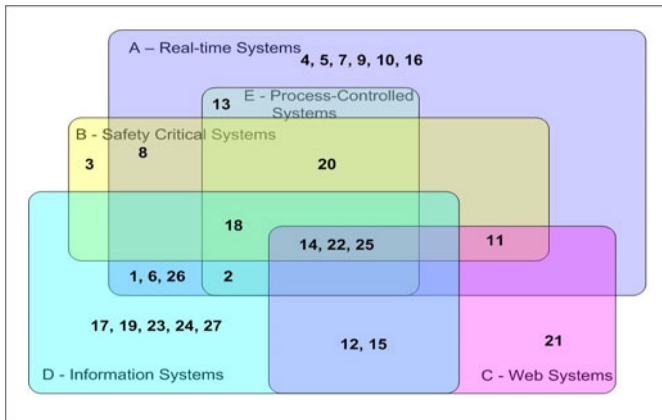 A – Real-time Systems
4, 5, 7, 9, 10, 16
13
E - Process-Controlled
Systems
B - Safety Critical Systems
3
8
20
18
14, 22, 25
11
1, 6, 26
2
17, 19, 23, 24, 27
12, 15
21
D - Information Systems
C - Web Systems